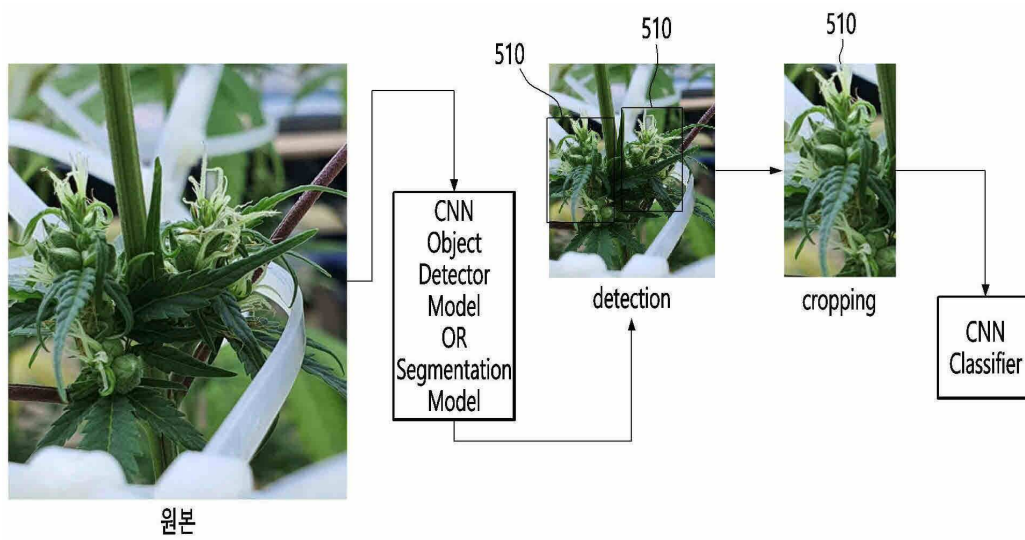 510
510
510
CNN
Object
Detector
Model
OR
Segmentation
Model
detection
cropping
CNN
Classifier
원본